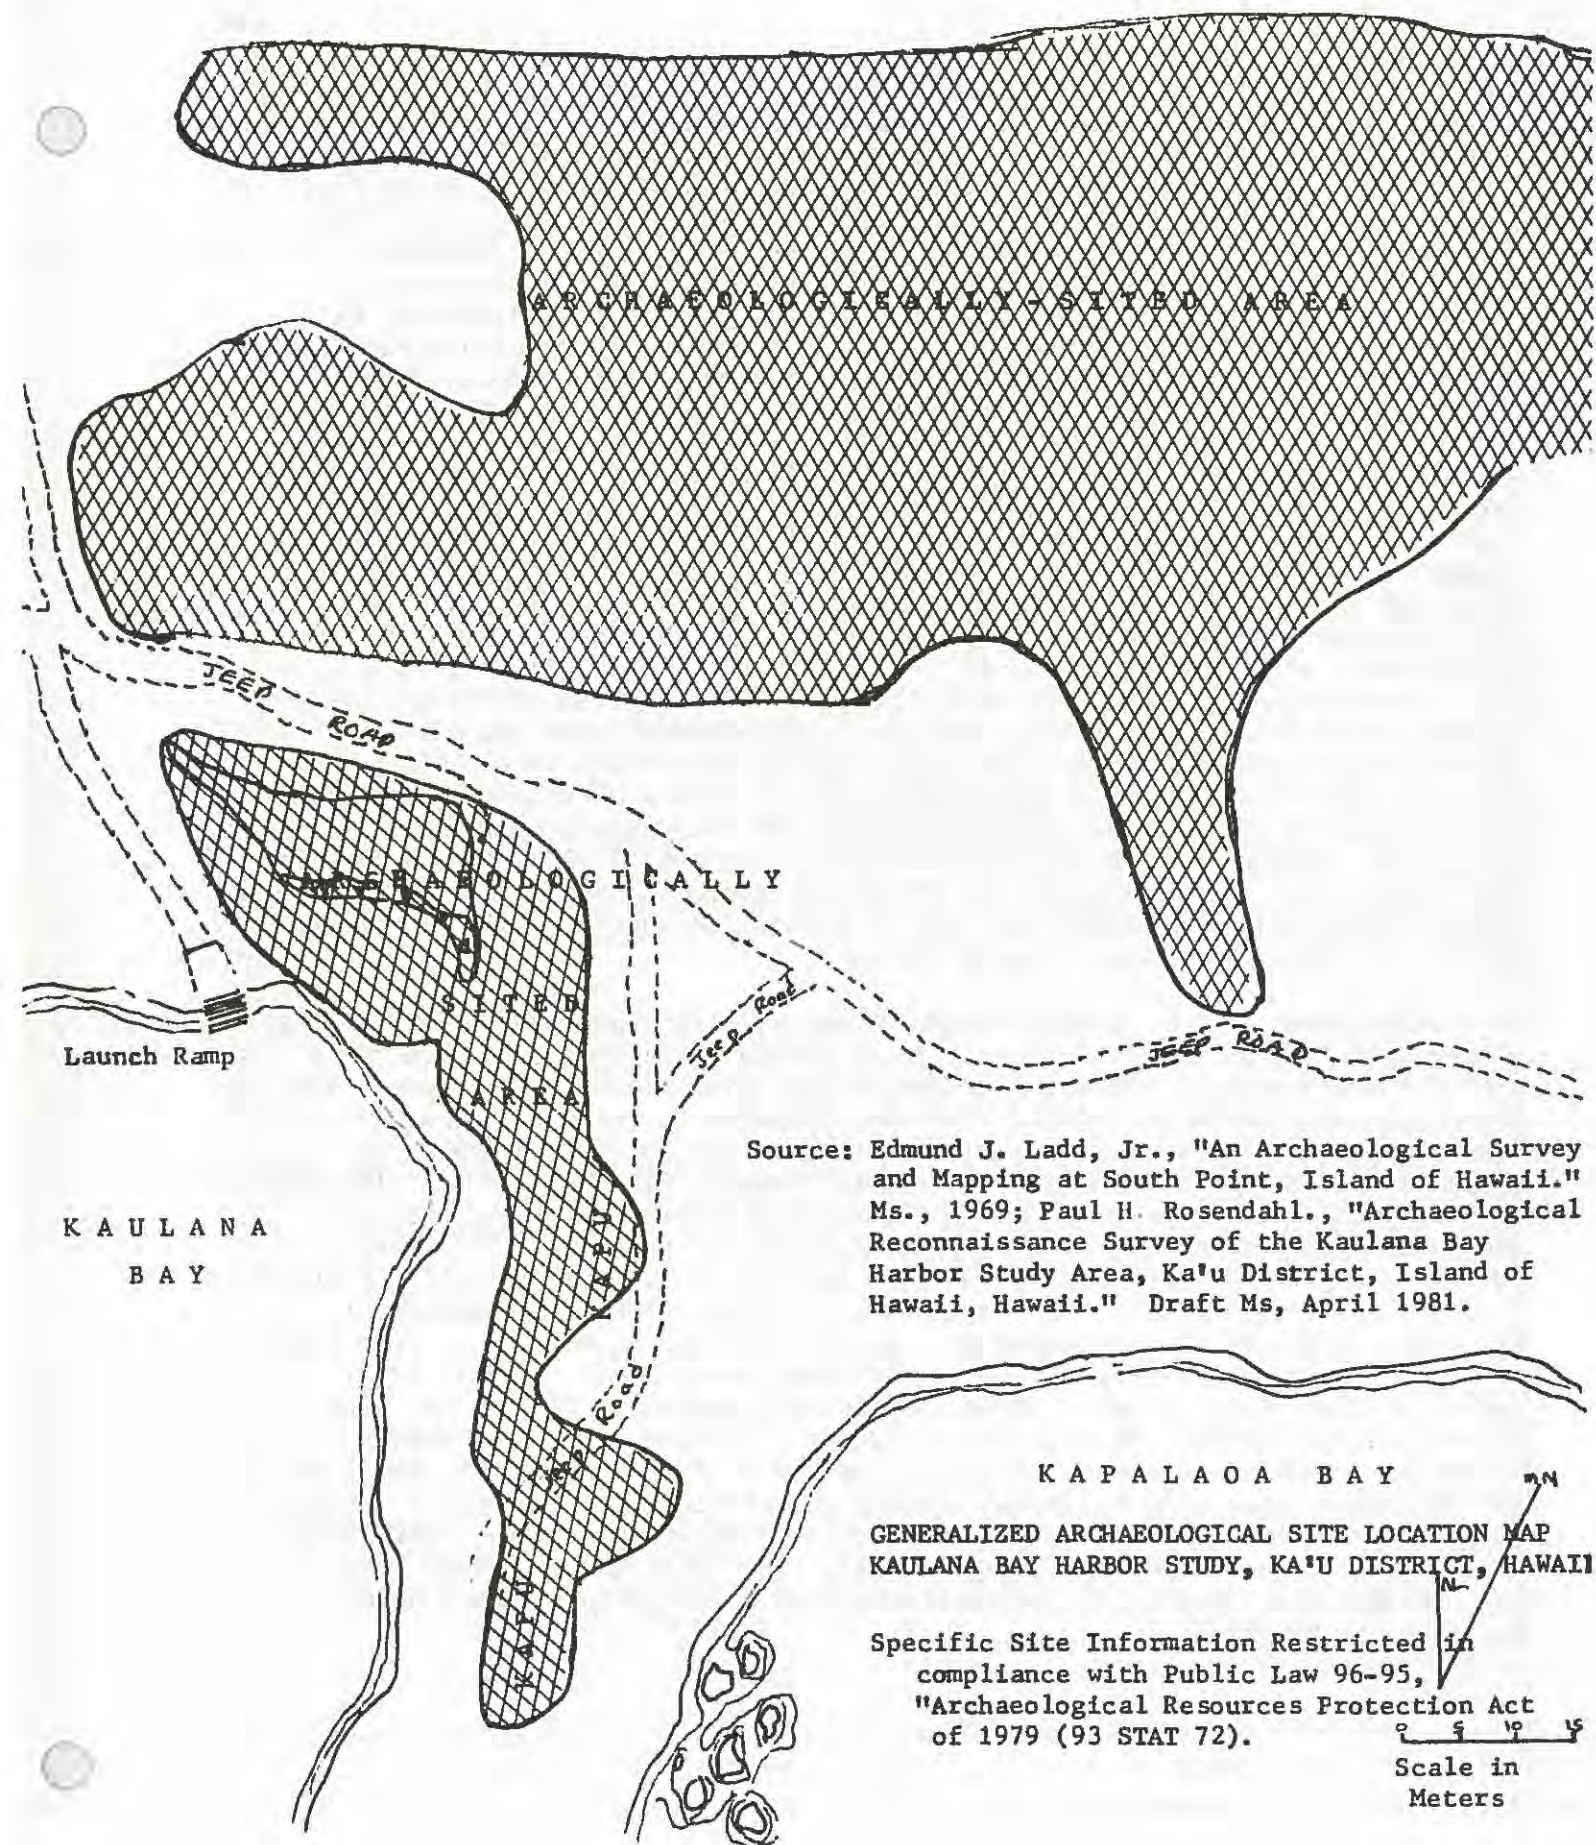 ARCHAEOLOGICALLY-SITED AREA
JEEP
ROAD
ARCHAEOLOGICALLY
SITED
AREA
Jeep Road
JEEP ROAD
Launch Ramp
KAULANA
BAY
Source: Edmund J. Ladd, Jr., "An Archaeological Survey
and Mapping at South Point, Island of Hawaii."
Ms., 1969; Paul H. Rosendahl., "Archaeological
Reconnaissance Survey of the Kaulana Bay
Harbor Study Area, Ka'u District, Island of
Hawaii, Hawaii." Draft Ms, April 1981.
Jeep Road
KAPALAOA BAY
mN
GENERALIZED ARCHAEOLOGICAL SITE LOCATION MAP
KAULANA BAY HARBOR STUDY, KA'U DISTRICT, HAWAII
N
Specific Site Information Restricted in
compliance with Public Law 96-95,
"Archaeological Resources Protection Act
of 1979 (93 STAT 72).
0 5 10 15
Scale in
Meters